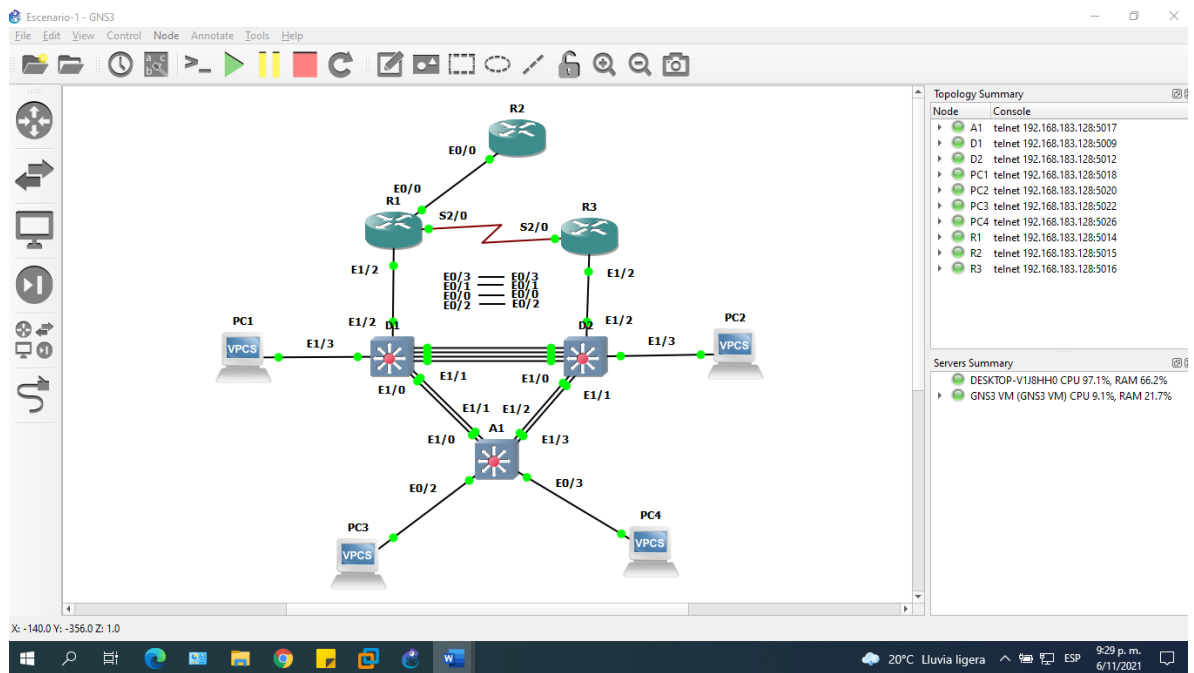 Escenario-1 - GNS3
File Edit View Control Node Annotate Tools Help
R2
E0/0
E0/0
R1
S2/0
R3
S2/0
E1/2
E1/2
E0/3 E0/3
E0/1 E0/1
E0/0 E0/0
E0/2 E0/2
PC1
E1/2
D1
D2
E1/2
PC2
VPCS
E1/3
E1/3
VPCS
E1/1
E1/0
E1/0
E1/1
E1/1
E1/2
A1
E1/0
E1/3
E0/2
E0/3
PC3
VPCS
PC4
VPCS
Topology Summary
Node Console
A1 telnet 192.168.183.128:5017
D1 telnet 192.168.183.128:5009
D2 telnet 192.168.183.128:5012
PC1 telnet 192.168.183.128:5018
PC2 telnet 192.168.183.128:5020
PC3 telnet 192.168.183.128:5022
PC4 telnet 192.168.183.128:5026
R1 telnet 192.168.183.128:5014
R2 telnet 192.168.183.128:5015
R3 telnet 192.168.183.128:5016
Servers Summary
DESKTOP-V1J8HH0 CPU 97.1%, RAM 66.2%
GNS3 VM (GNS3 VM) CPU 9.1%, RAM 21.7%
X: -140.0 Y: -356.0 Z: 1.0
20°C Lluvia ligera
ESP
9:29 p. m.
6/11/2021